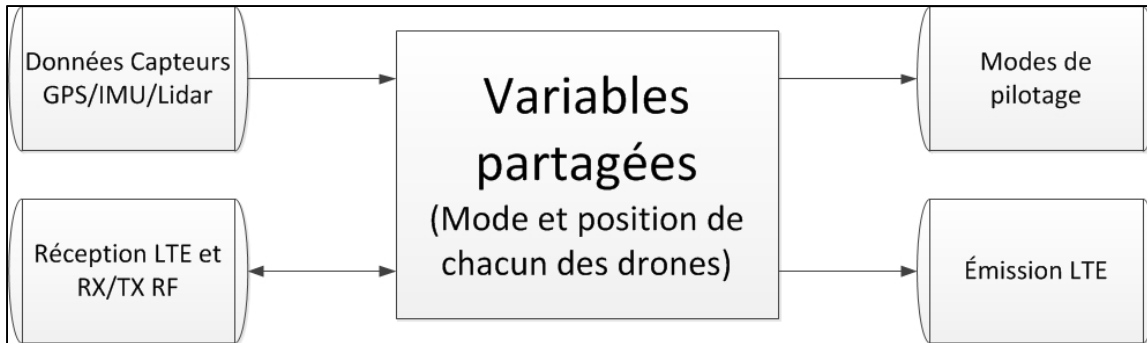 Données Capteurs
GPS/IMU/Lidar
Variables
partagées
(Mode et position de
chacun des drones)
Modes de
pilotage
Réception LTE et
RX/TX RF
Émission LTE